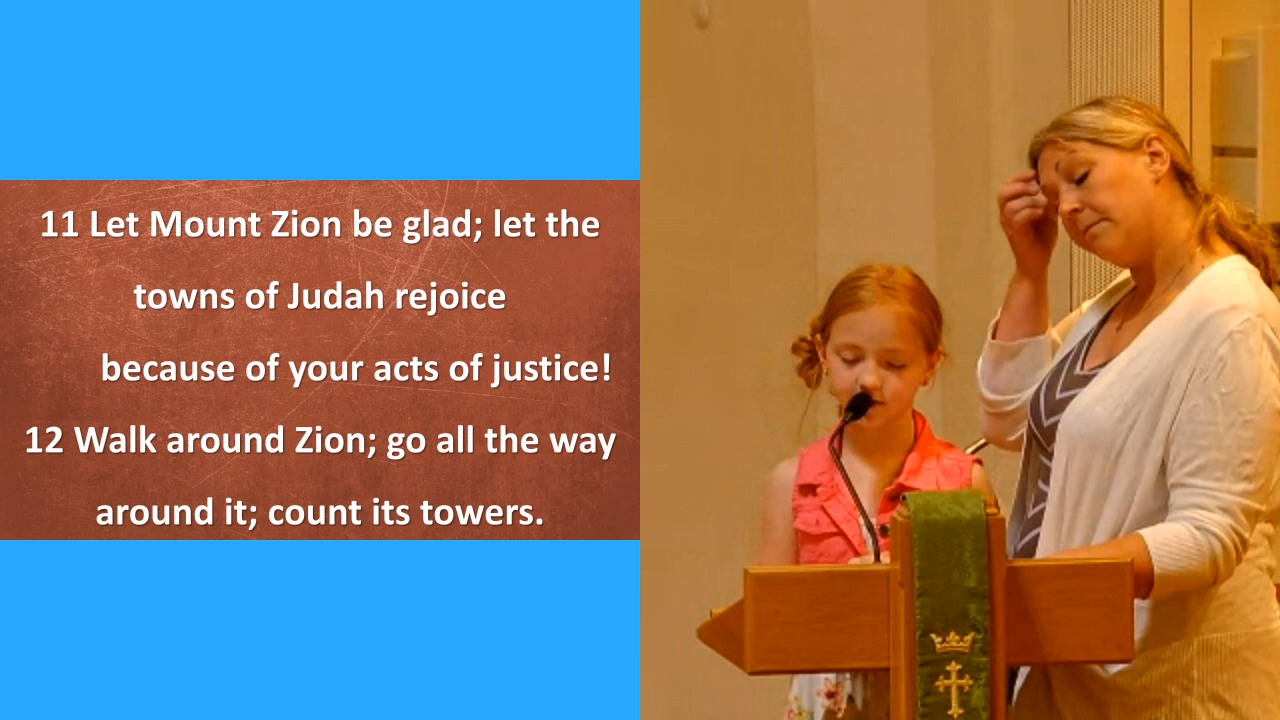 11 Let Mount Zion be glad; let the
towns of Judah rejoice
because of your acts of justice!
12 Walk around Zion; go all the way
around it; count its towers.